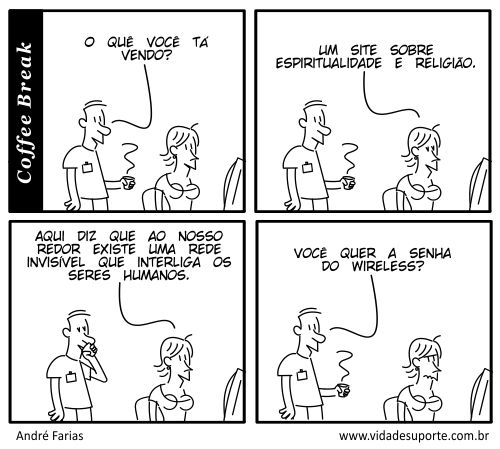 Coffee Break
O QUÊ VOCÊ TÁ
VENDO?
UM SITE SOBRE
ESPIRITUALIDADE E RELIGIÃO.
AQUI DIZ QUE AO NOSSO
REDOR EXISTE UMA REDE
INVISÍVEL QUE INTERLIGA OS
SERES HUMANOS.
VOCÊ QUER A SENHA
DO WIRELESS?
André Farias
www.vidadesuporte.com.br